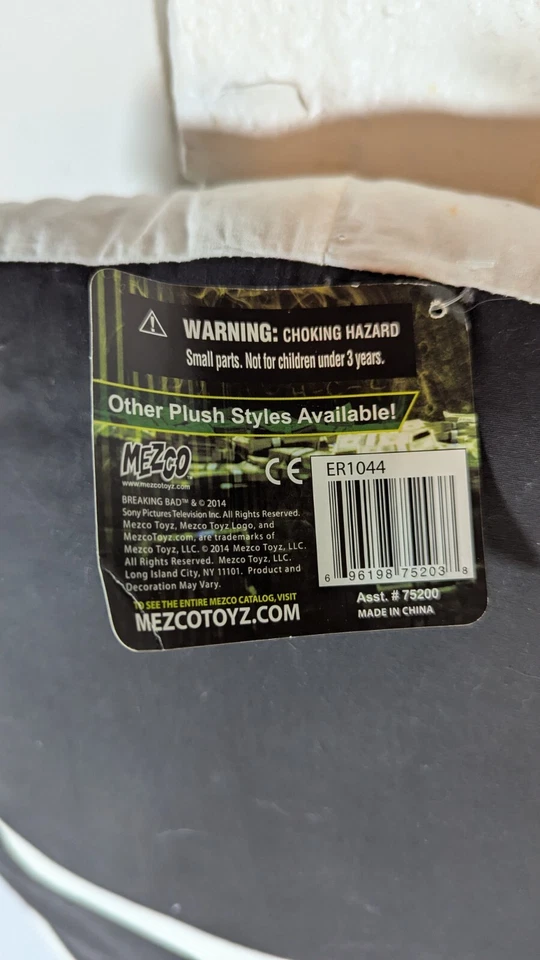 WARNING: CHOKING HAZARD
Small parts. Not for children under 3 years.
Other Plush Styles Available!
MEZCO
www.mezcotoyz.com
CE
ER1044
6 96198 75203 8
BREAKING BAD™ & © 2014
Sony Pictures Television Inc. All Rights Reserved.
Mezco Toyz, Mezco Toyz Logo, and
MezcoToyz.com, are trademarks of
Mezco Toyz, LLC. © 2014 Mezco Toyz, LLC.
All Rights Reserved. Mezco Toyz, LLC.
Long Island City, NY 11101. Product and
Decoration May Vary.
Asst. # 75200
MADE IN CHINA
TO SEE THE ENTIRE MEZCO CATALOG, VISIT
MEZCOTOYZ.COM